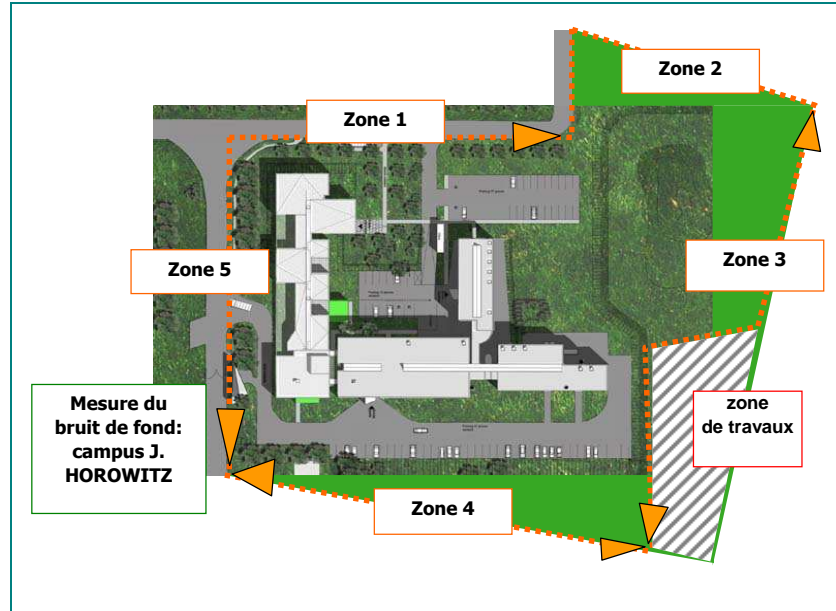 Zone 2
Zone 1
Zone 5
Zone 3
Mesure du
bruit de fond:
campus J.
HOROWITZ
zone
de travaux
Zone 4